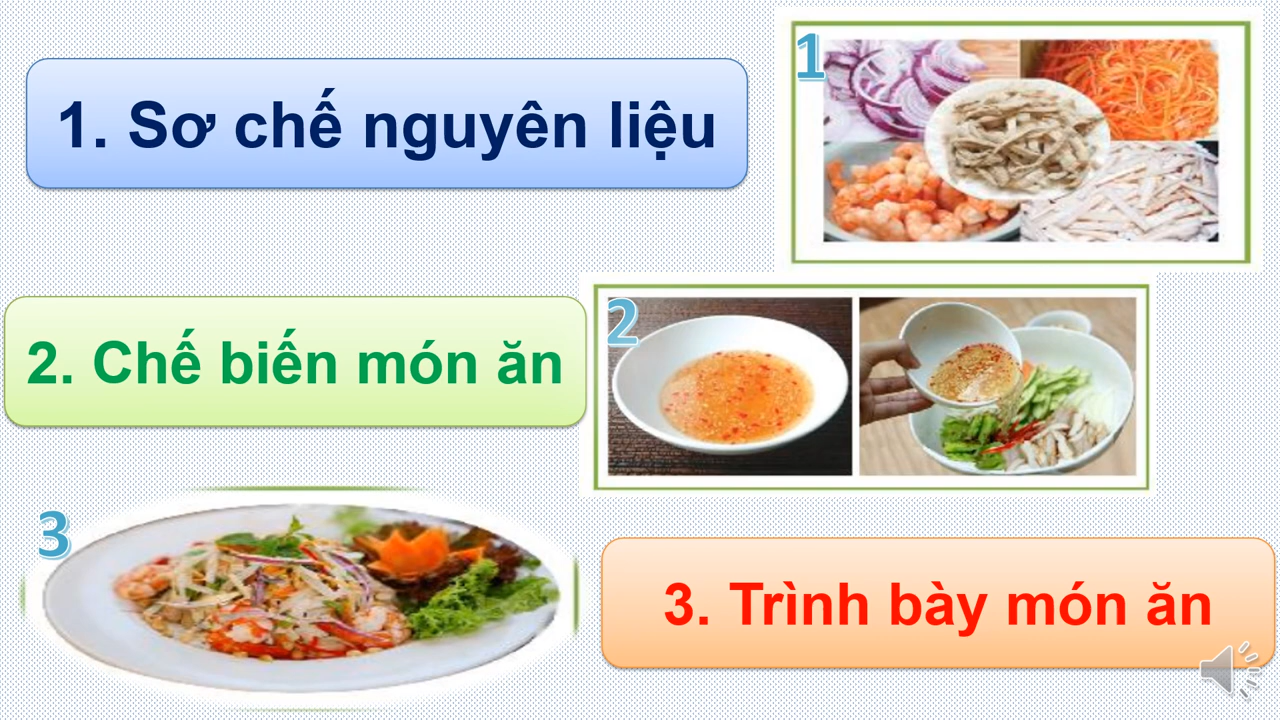 1
1. Sơ chế nguyên liệu
2
2. Chế biến món ăn
3
3. Trình bày món ăn